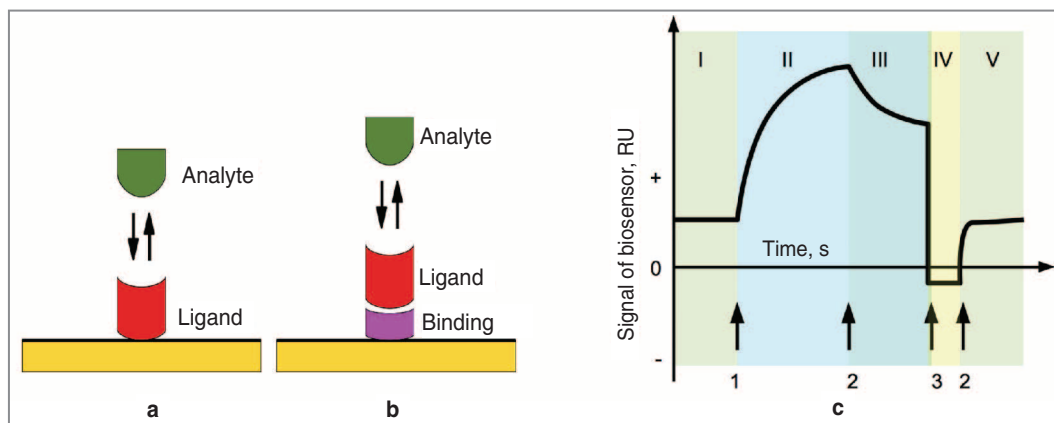 Analyte
Ligand
a
Analyte
Ligand
Binding
b
Signal of biosensor, RU
+
0
-
I II III IV V
Time, s
1 2 3 2
c